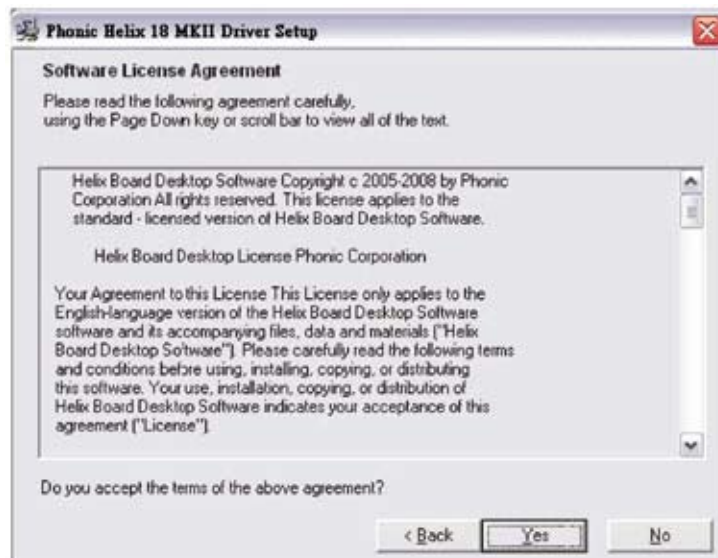 Phonic Helix 18 MKII Driver Setup
Software License Agreement
Please read the following agreement carefully,
using the Page Down key or scroll bar to view all of the text.
Helix Board Desktop Software Copyright c 2005-2008 by Phonic
Corporation All rights reserved. This license applies to the
standard - licensed version of Helix Board Desktop Software.
Helix Board Desktop License Phonic Corporation
Your Agreement to this License This License only applies to the
English-language version of the Helix Board Desktop Software
software and its accompanying files, data and materials ("Helix
Board Desktop Software"). Please carefully read the following terms
and conditions before using, installing, copying, or distributing
this software. Your use, installation, copying, or distribution of
Helix Board Desktop Software indicates your acceptance of this
agreement ("License").
Do you accept the terms of the above agreement?
< Back
Yes
No